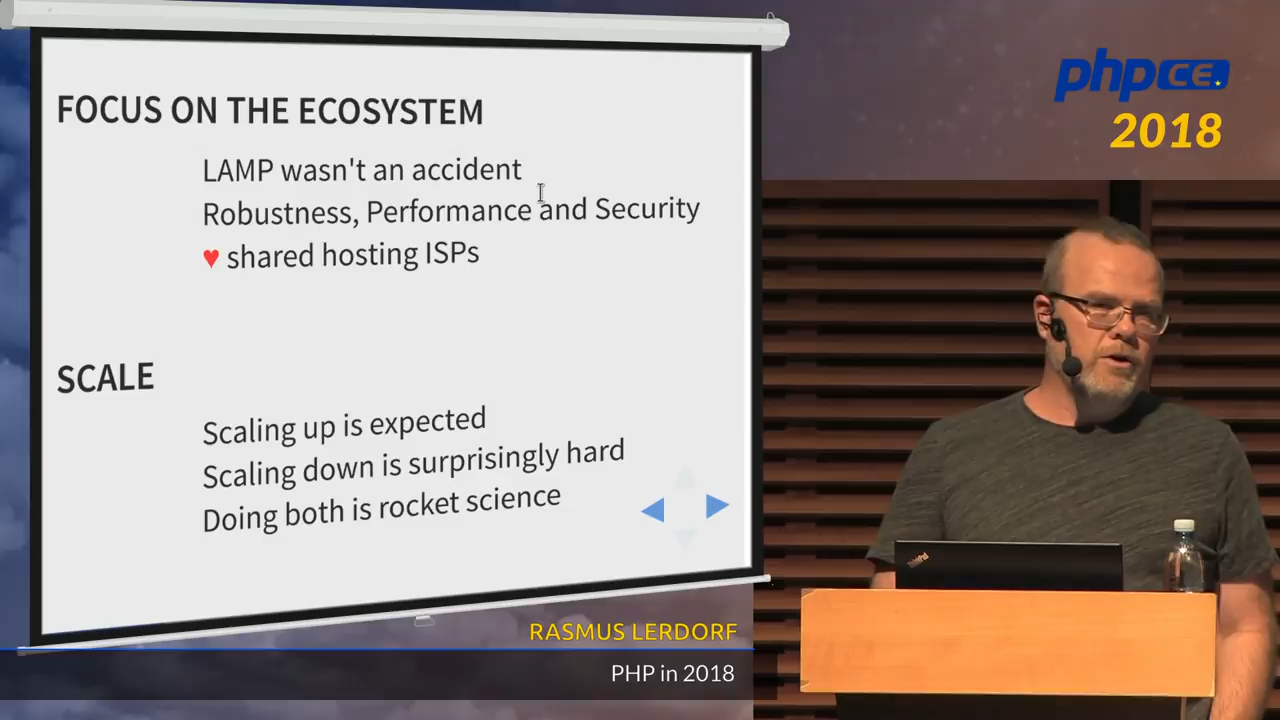 FOCUS ON THE ECOSYSTEM
LAMP wasn't an accident
Robustness, Performance and Security
♥ shared hosting ISPs
SCALE
Scaling up is expected
Scaling down is surprisingly hard
Doing both is rocket science
RASMUS LERDORF
PHP in 2018
phpCE.
2018
ThinkPad